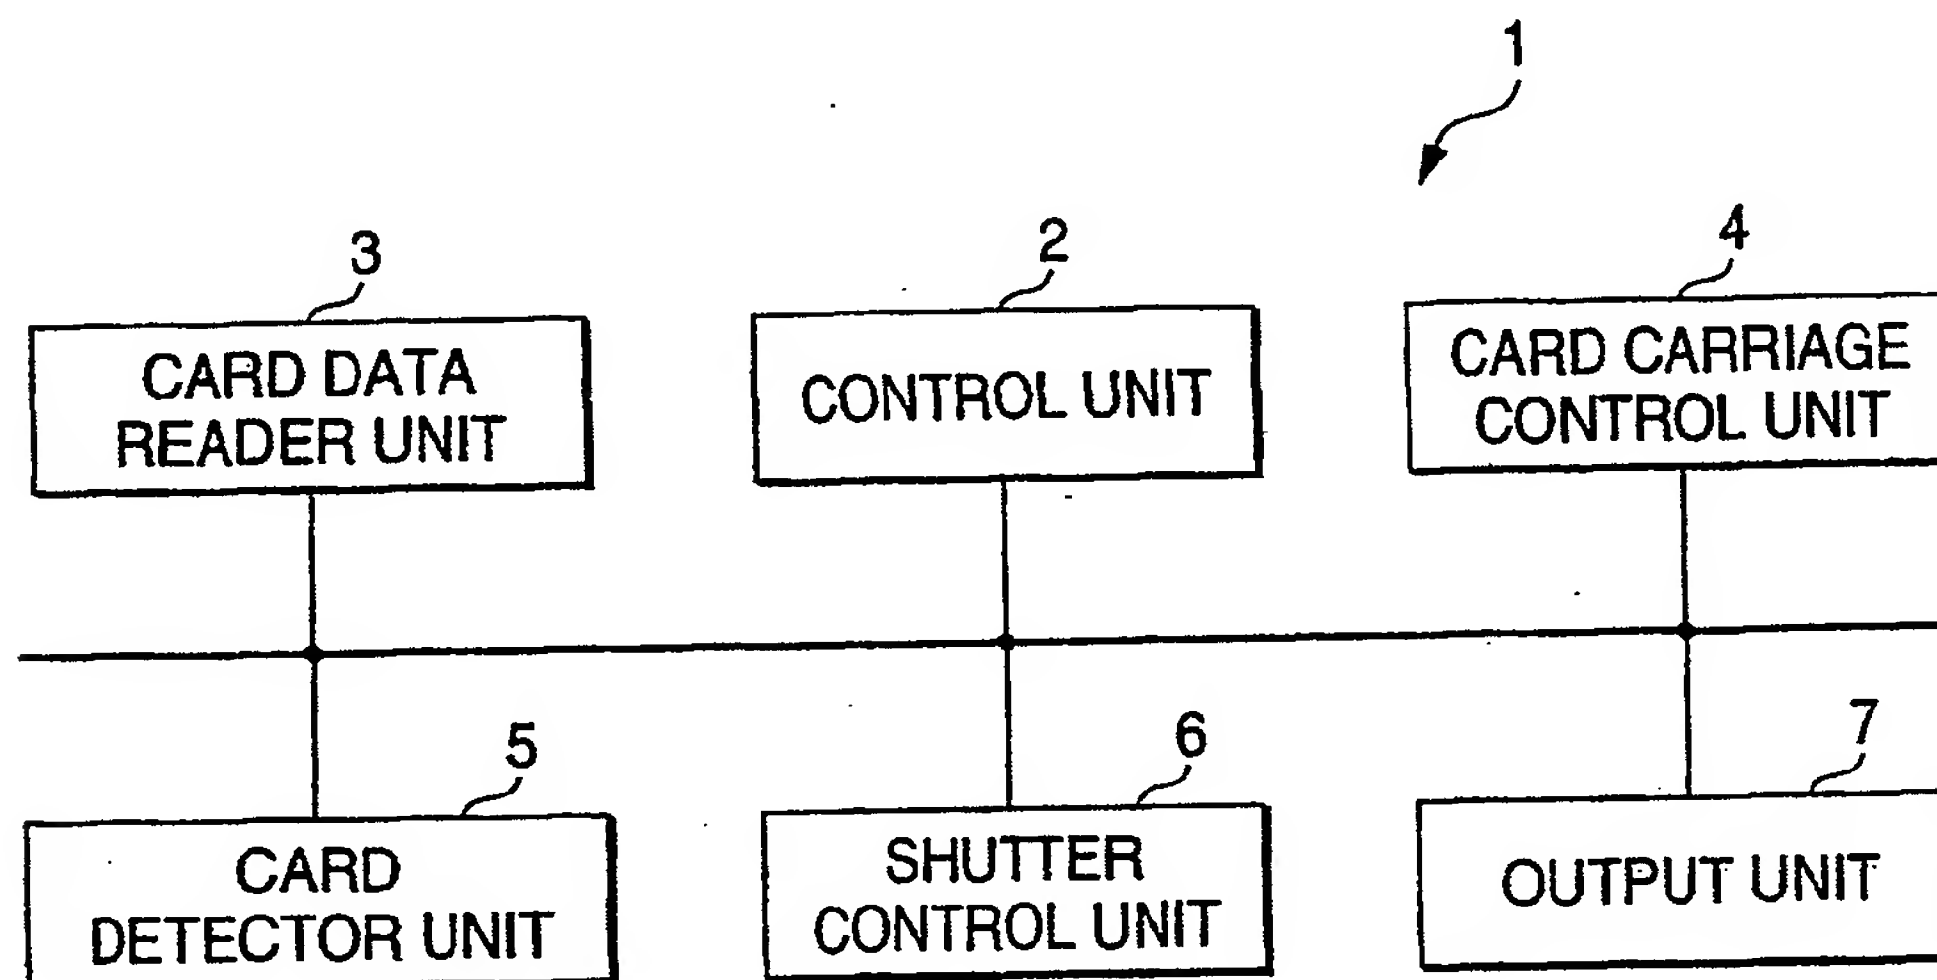 1
3
2
4
CARD DATA
READER UNIT
CONTROL UNIT
CARD CARRIAGE
CONTROL UNIT
5
6
7
CARD
DETECTOR UNIT
SHUTTER
CONTROL UNIT
OUTPUT UNIT